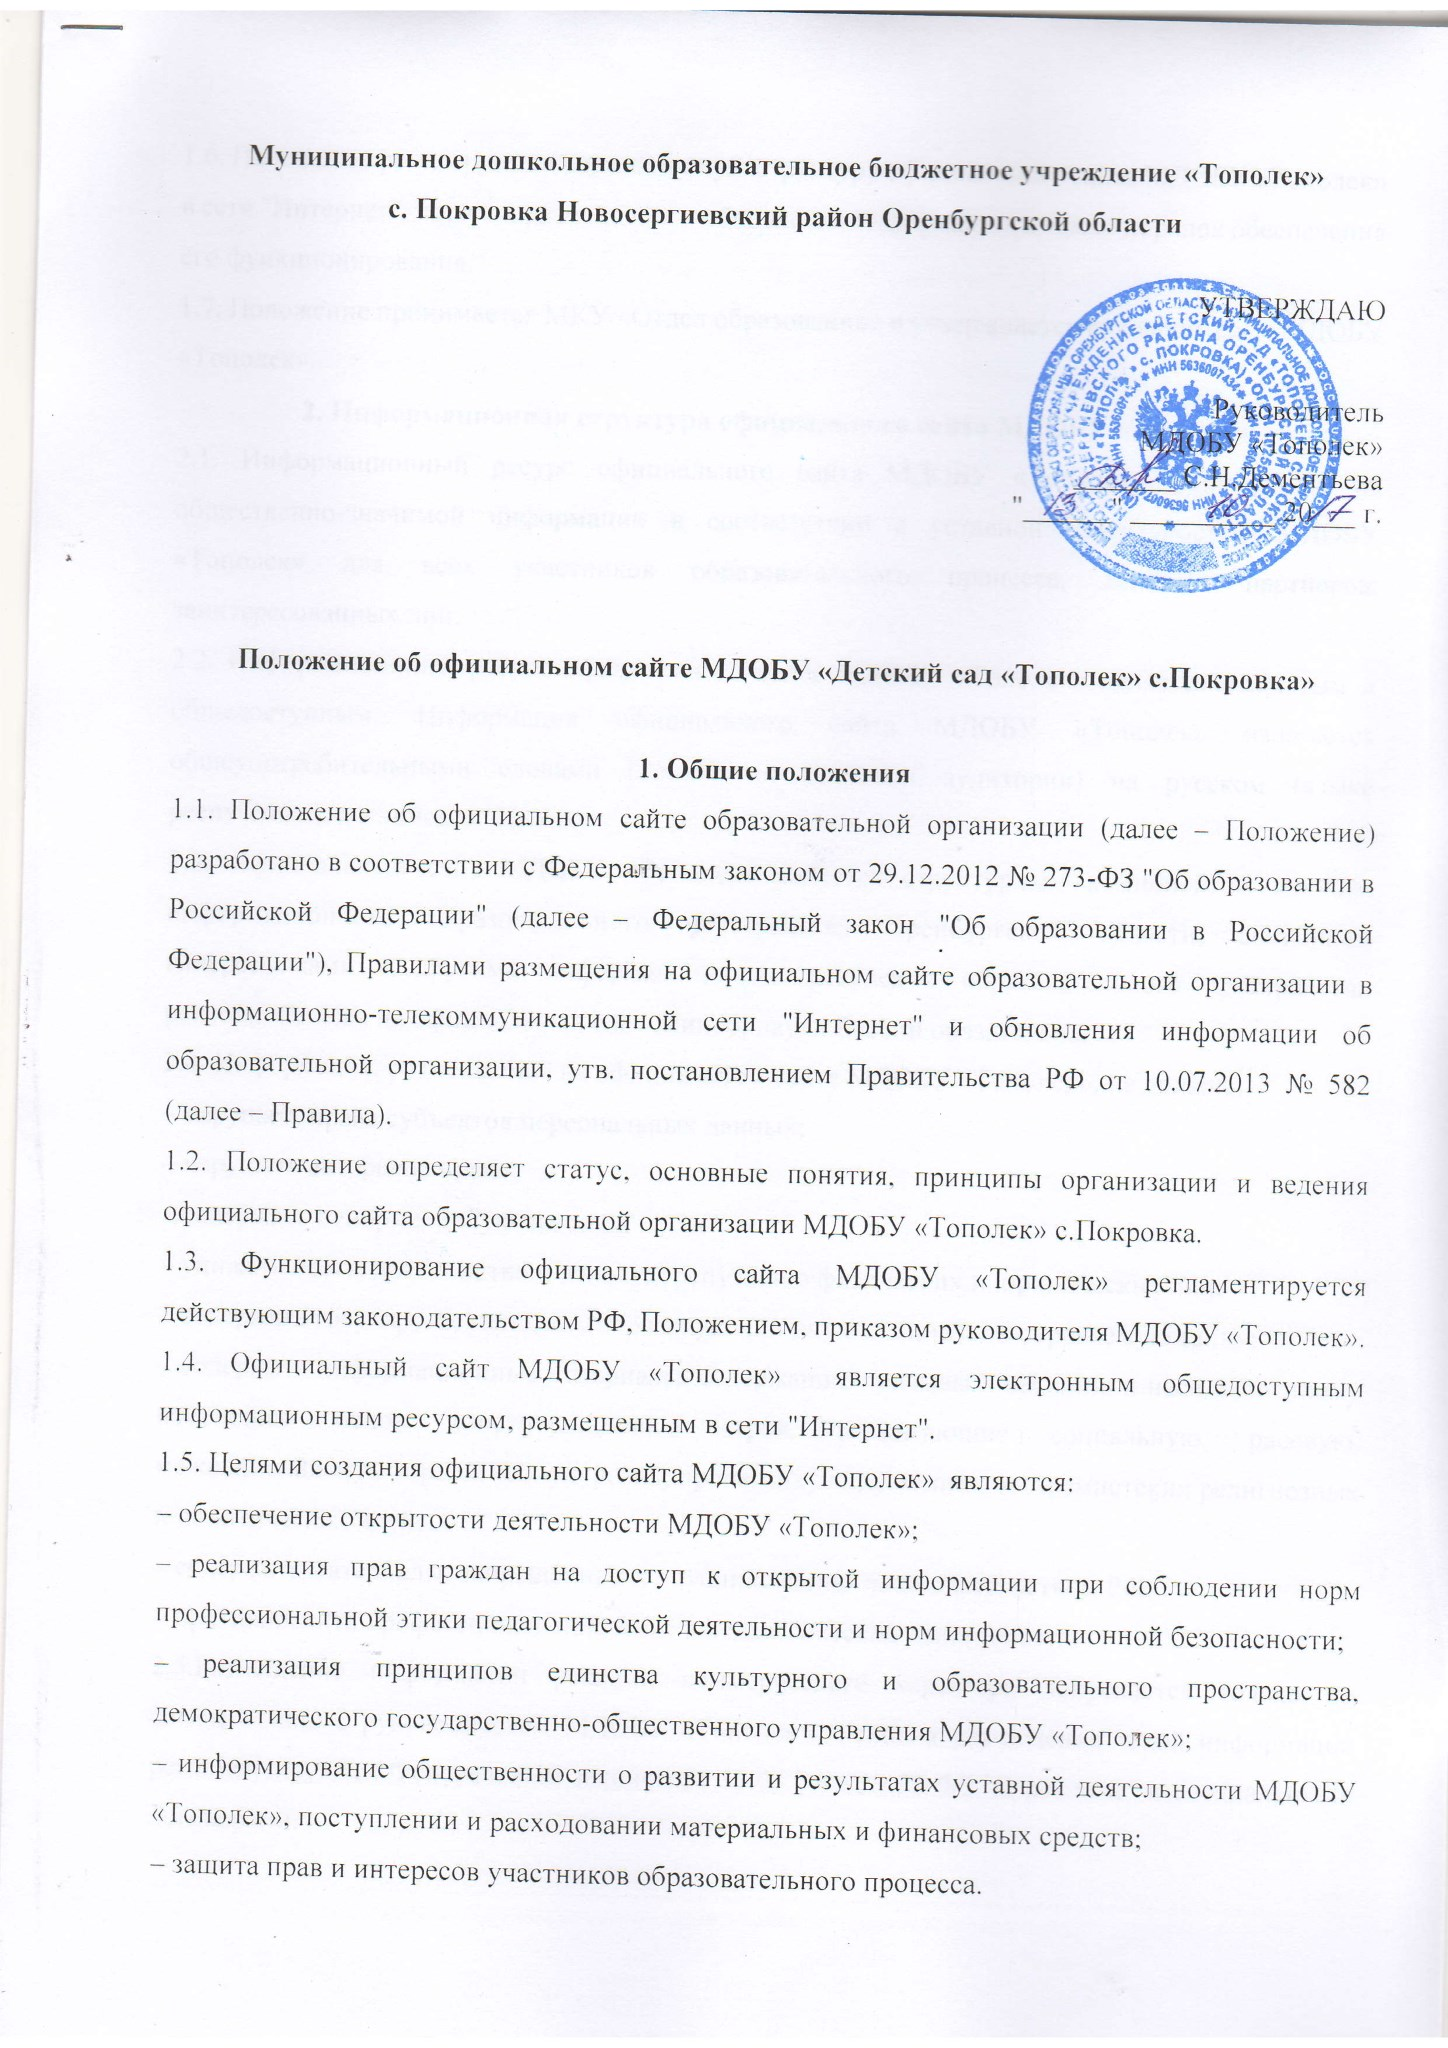 Муниципальное дошкольное образовательное бюджетное учреждение «Тополек»
с. Покровка Новосергиевский район Оренбургской области
УТВЕРЖДАЮ
Руководитель
МДОБУ «Тополек»
С.Н.Дементьева
"13" 2017 г.
Положение об официальном сайте МДОБУ «Детский сад «Тополек» с.Покровка»
1. Общие положения
1.1. Положение об официальном сайте образовательной организации (далее – Положение)
разработано в соответствии с Федеральным законом от 29.12.2012 № 273-ФЗ "Об образовании в
Российской Федерации" (далее – Федеральный закон "Об образовании в Российской
Федерации"), Правилами размещения на официальном сайте образовательной организации в
информационно-телекоммуникационной сети "Интернет" и обновления информации об
образовательной организации, утв. постановлением Правительства РФ от 10.07.2013 № 582
(далее – Правила).
1.2. Положение определяет статус, основные понятия, принципы организации и ведения
официального сайта образовательной организации МДОБУ «Тополек» с.Покровка.
1.3. Функционирование официального сайта МДОБУ «Тополек» регламентируется
действующим законодательством РФ, Положением, приказом руководителя МДОБУ «Тополек».
1.4. Официальный сайт МДОБУ «Тополек» является электронным общедоступным
информационным ресурсом, размещенным в сети "Интернет".
1.5. Целями создания официального сайта МДОБУ «Тополек» являются:
– обеспечение открытости деятельности МДОБУ «Тополек»;
– реализация прав граждан на доступ к открытой информации при соблюдении норм
профессиональной этики педагогической деятельности и норм информационной безопасности;
– реализация принципов единства культурного и образовательного пространства,
демократического государственно-общественного управления МДОБУ «Тополек»;
– информирование общественности о развитии и результатах уставной деятельности МДОБУ
«Тополек», поступлении и расходовании материальных и финансовых средств;
– защита прав и интересов участников образовательного процесса.